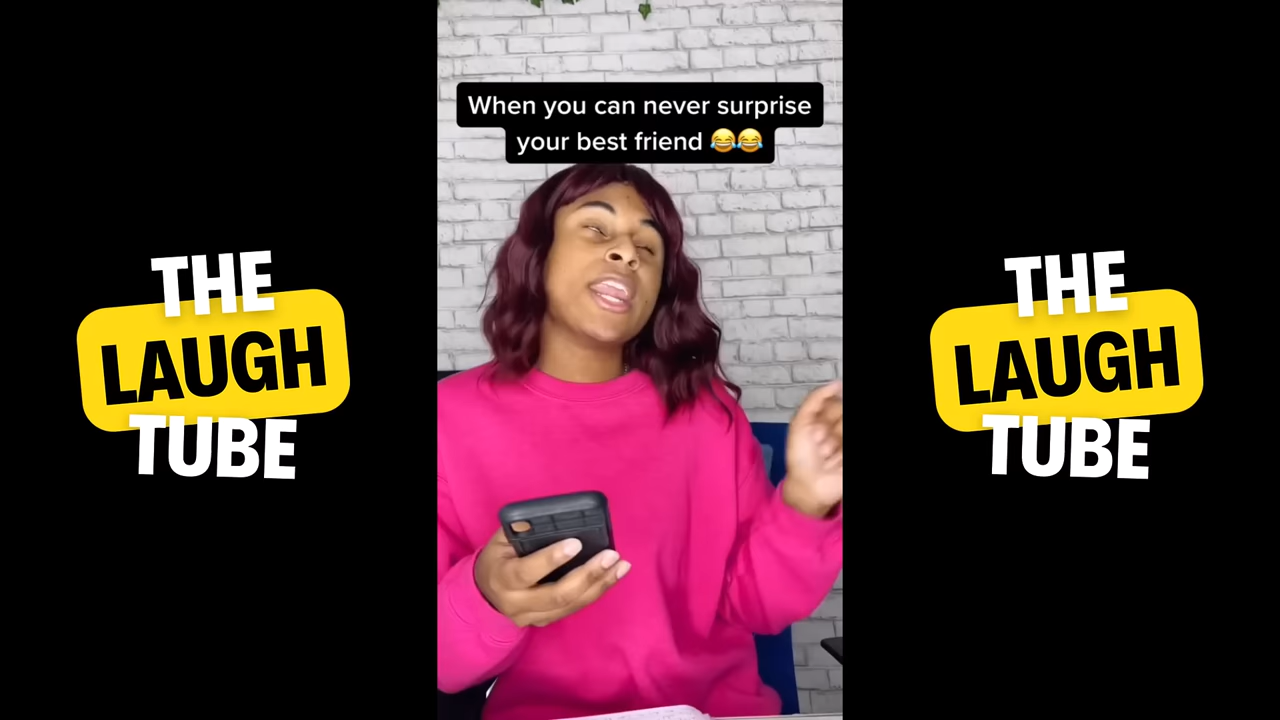 When you can never surprise
your best friend 😂😂
THE
LAUGH
TUBE
THE
LAUGH
TUBE